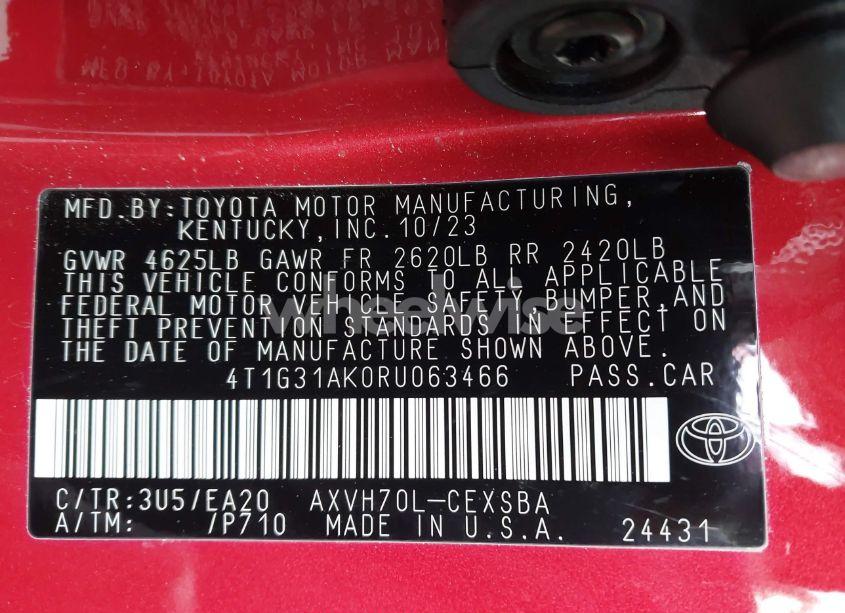 MFD.BY:TOYOTA MOTOR MANUFACTURING,
KENTUCKY, INC. 10/23
GVWR 4625LB GAWR FR 2620LB RR 2420LB
THIS VEHICLE CONFORMS TO ALL APPLICABLE
FEDERAL MOTOR VEHICLE SAFETY, BUMPER, AND
THEFT PREVENTION STANDARDS IN EFFECT ON
THE DATE OF MANUFACTURE SHOWN ABOVE.
4T1G31AK0RU063466 PASS.CAR
C/TR:3U5/EA20 AXVH70L-CEXSBA
A/TM: /P710 MADE IN U.S.A. 24431
wheelwise